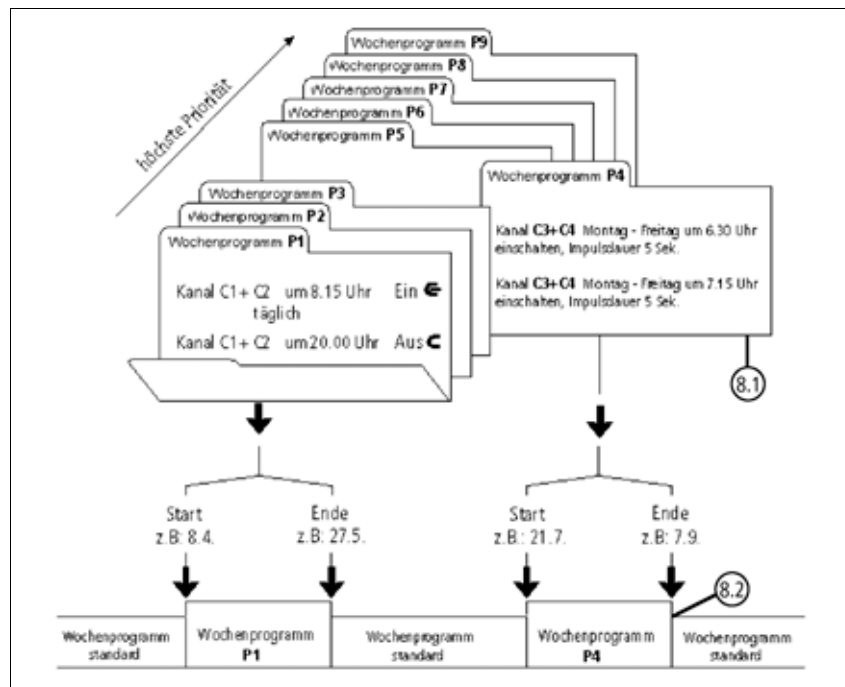 höchste Priorität
Wochenprogramm P9
Wochenprogramm P8
Wochenprogramm P7
Wochenprogramm P6
Wochenprogramm P5
Wochenprogramm P4
Kanal C3+C4 Montag - Freitag um 6.30 Uhr
einschalten, Impulsdauer 5 Sek.
Kanal C3+C4 Montag - Freitag um 7.15 Uhr
einschalten, Impulsdauer 5 Sek.
Wochenprogramm P3
Wochenprogramm P2
Wochenprogramm P1
Kanal C1+ C2 um 8.15 Uhr Ein
täglich
Kanal C1+ C2 um 20.00 Uhr Aus
8.1
Start
z.B: 8.4.
Ende
z.B: 27.5.
Start
z.B.: 21.7.
Ende
z.B: 7.9.
8.2
Wochenprogramm
standard
Wochenprogramm
P1
Wochenprogramm
standard
Wochenprogramm
P4
Wochenprogramm
standard